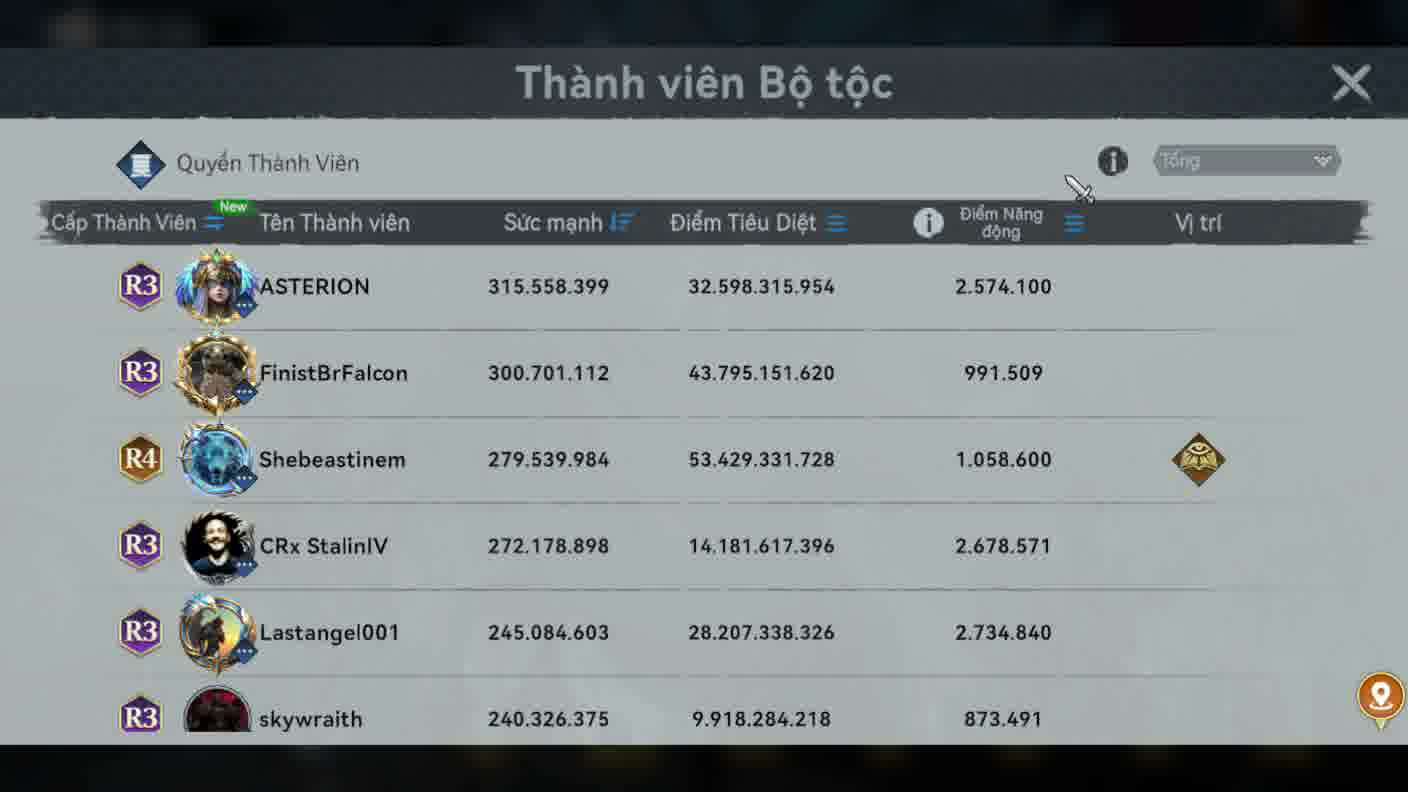 Thành viên Bộ tộc
Quyển Thành Viên
Tổng
New
Cấp Thành Viên Tên Thành viên Sức mạnh Điểm Tiêu Diệt Điểm Năng động Vị trí
R3 ASTERION 315.558.399 32.598.315.954 2.574.100
R3 FinistBrFalcon 300.701.112 43.795.151.620 991.509
R4 Shebeastinem 279.539.984 53.429.331.728 1.058.600
R3 CRx StalinIV 272.178.898 14.181.617.396 2.678.571
R3 Lastangel001 245.084.603 28.207.338.326 2.734.840
R3 skywraith 240.326.375 9.918.284.218 873.491